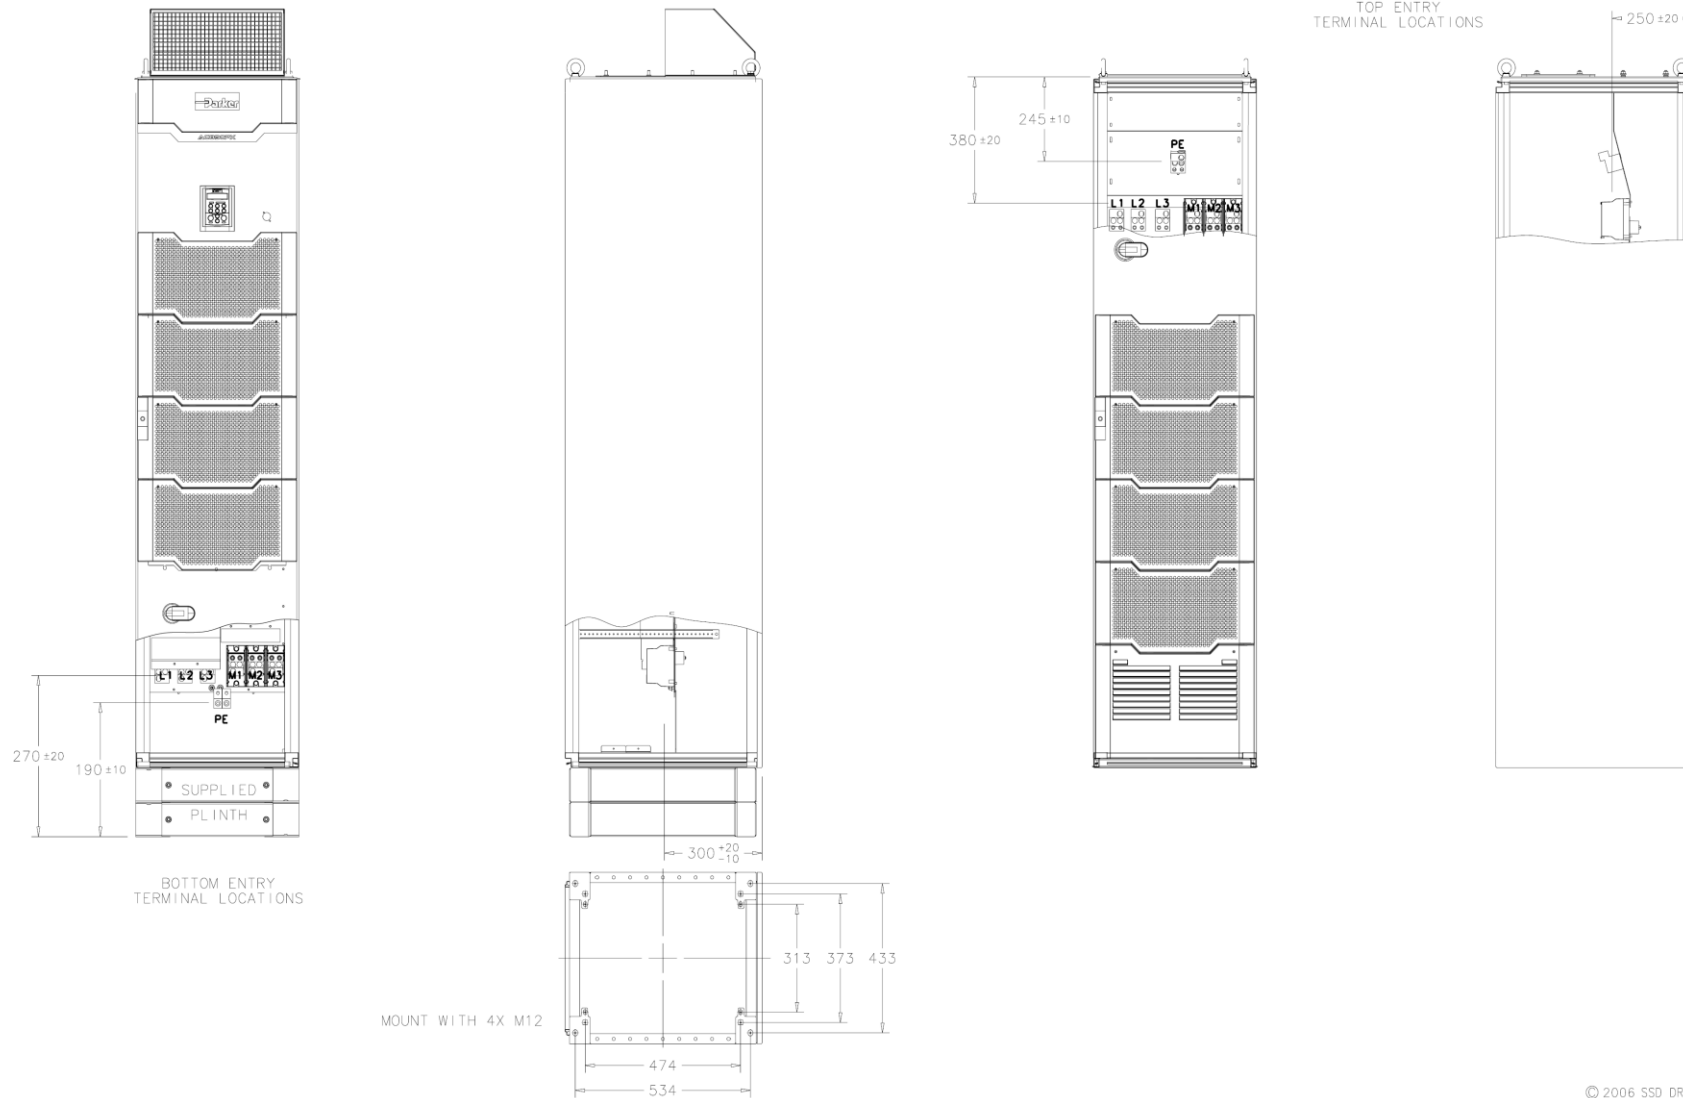 TOP ENTRY
TERMINAL LOCATIONS
250 ±20
Parker
245 ±10
380 ±20
PE
L1 L2 L3 M1 M2 M3
L1 L2 L3 M1 M2 M3
PE
270 ±20
190 ±10
SUPPLIED
PLINTH
300 +20 -10
BOTTOM ENTRY
TERMINAL LOCATIONS
313 373 433
MOUNT WITH 4X M12
474
534
© 2006 SSD DR